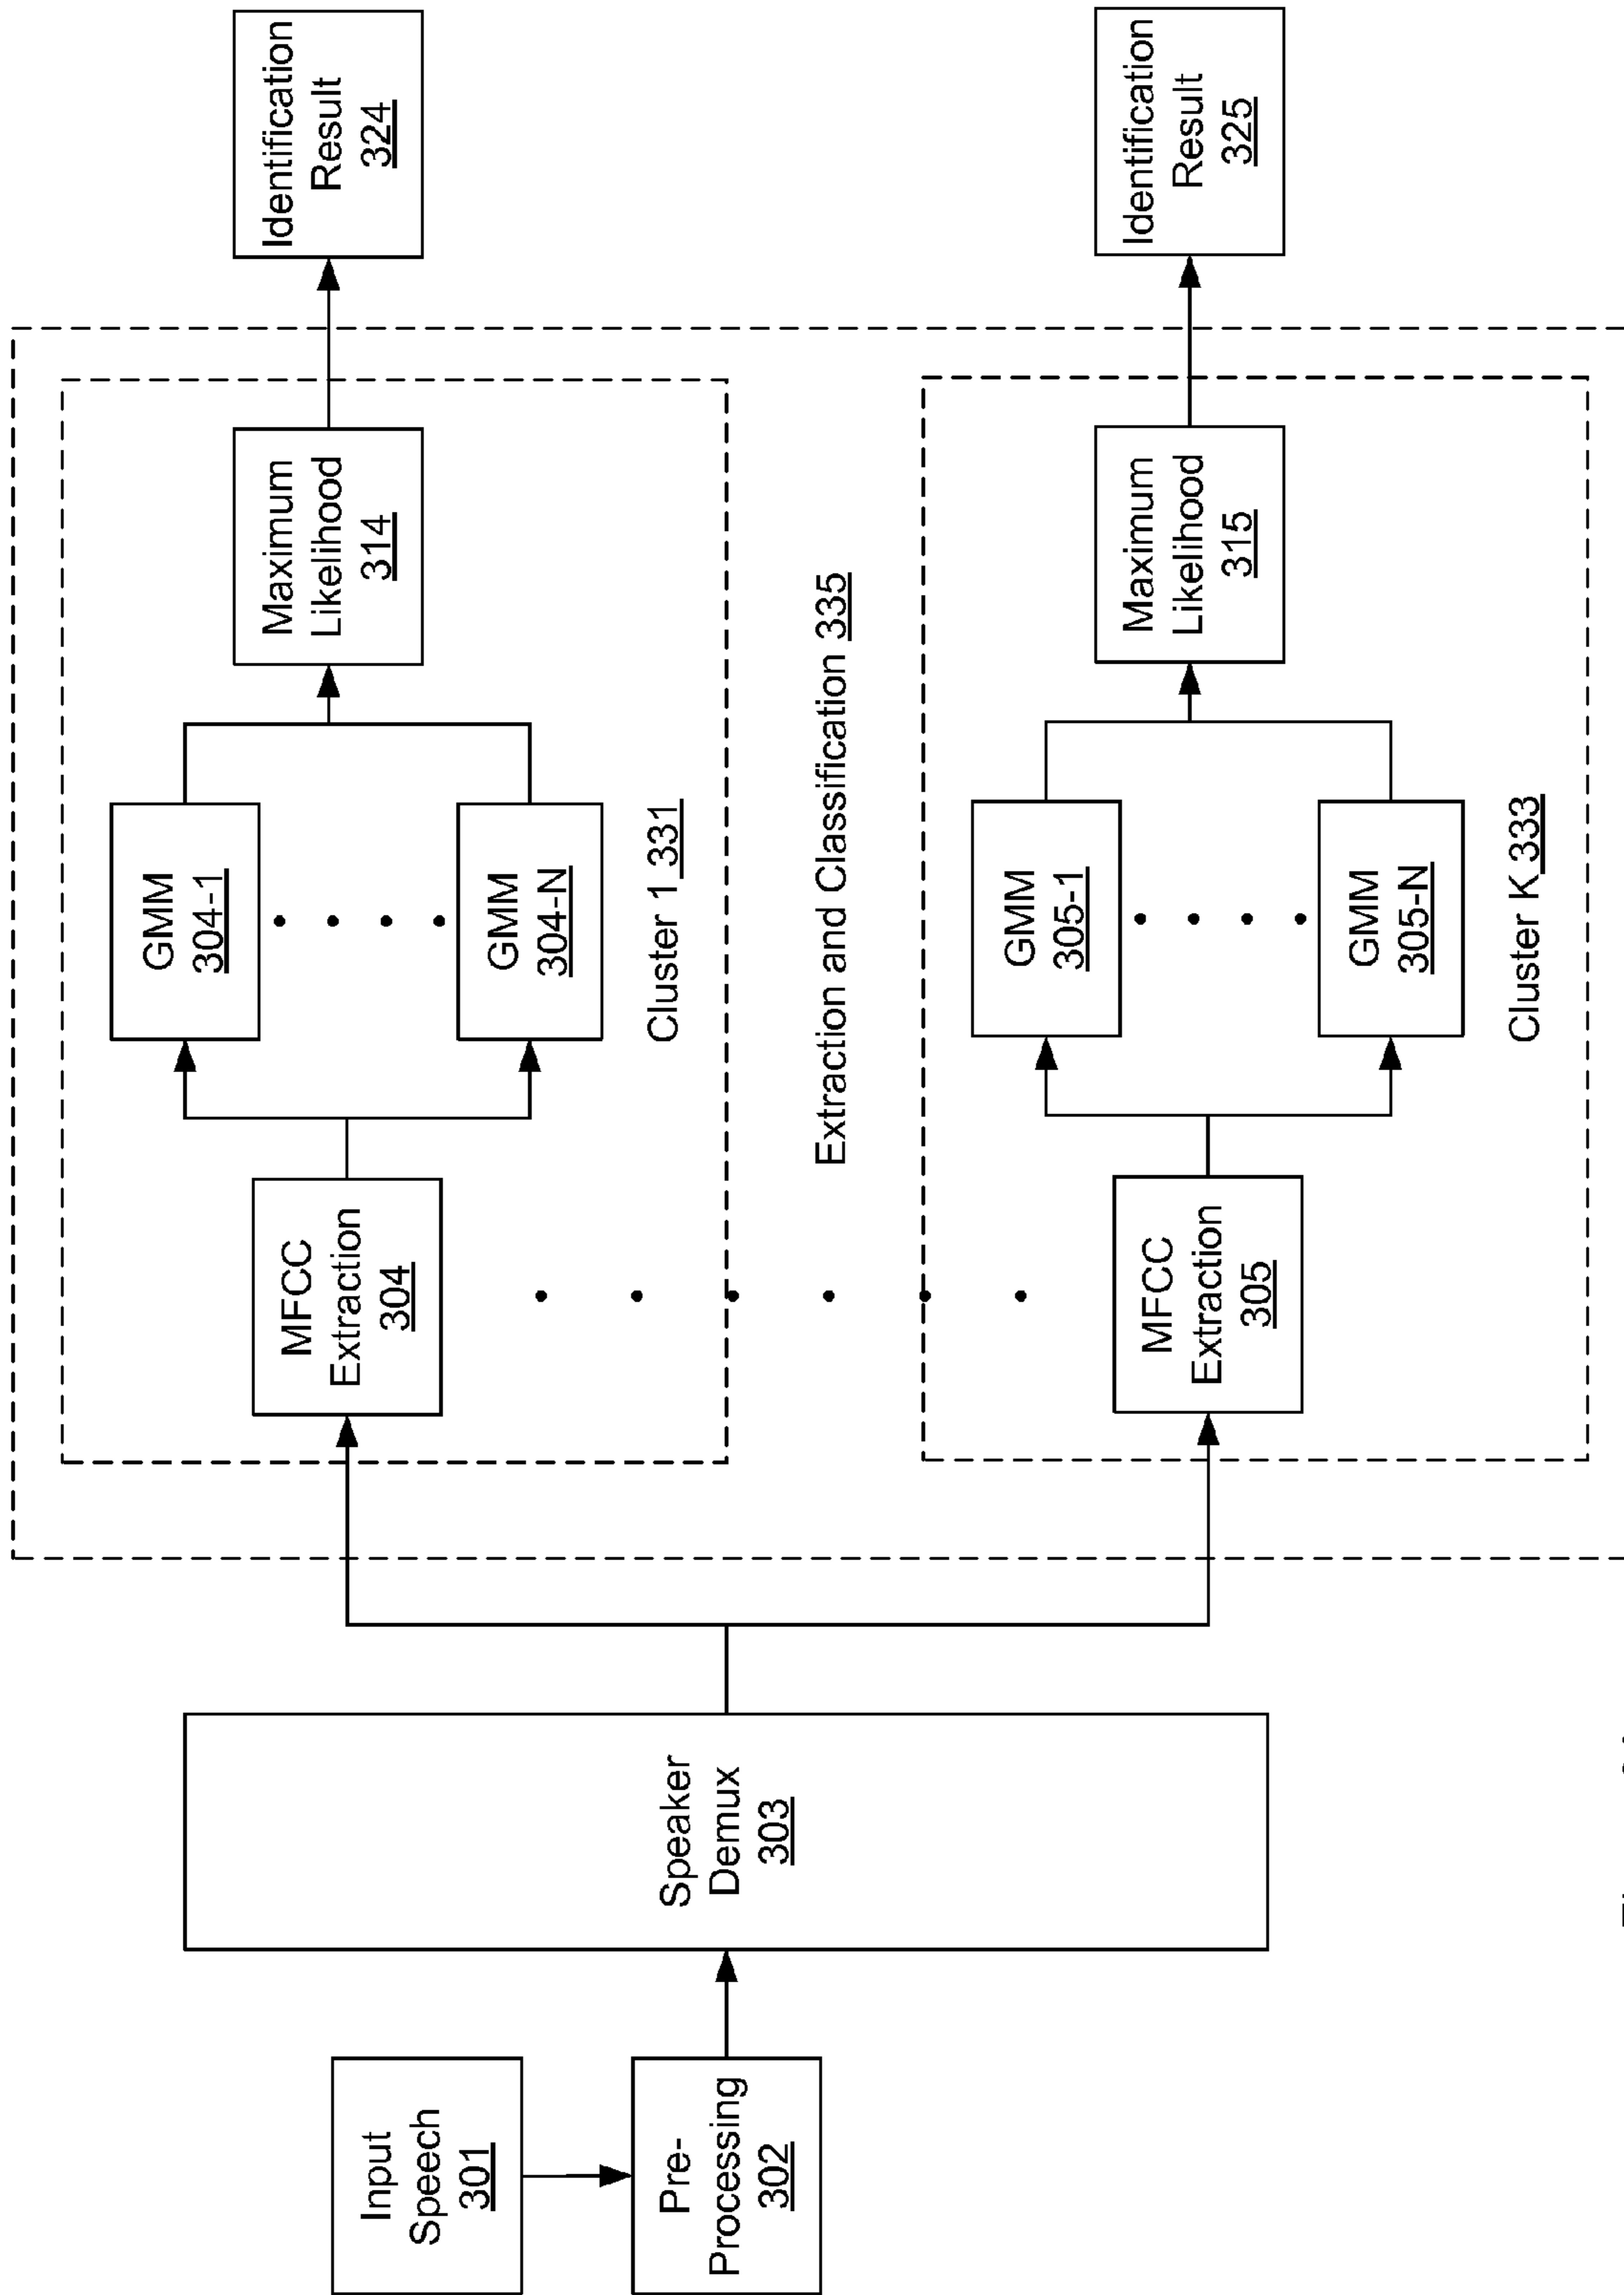 Input
Speech
301
Pre-
Processing
302
Speaker
Demux
303
MFCC
Extraction
304
GMM
304-1
GMM
304-N
Cluster 1 331
Maximum
Likelihood
314
Identification
Result
324
Extraction and Classification 335
MFCC
Extraction
305
GMM
305-1
GMM
305-N
Cluster K 333
Maximum
Likelihood
315
Identification
Result
325